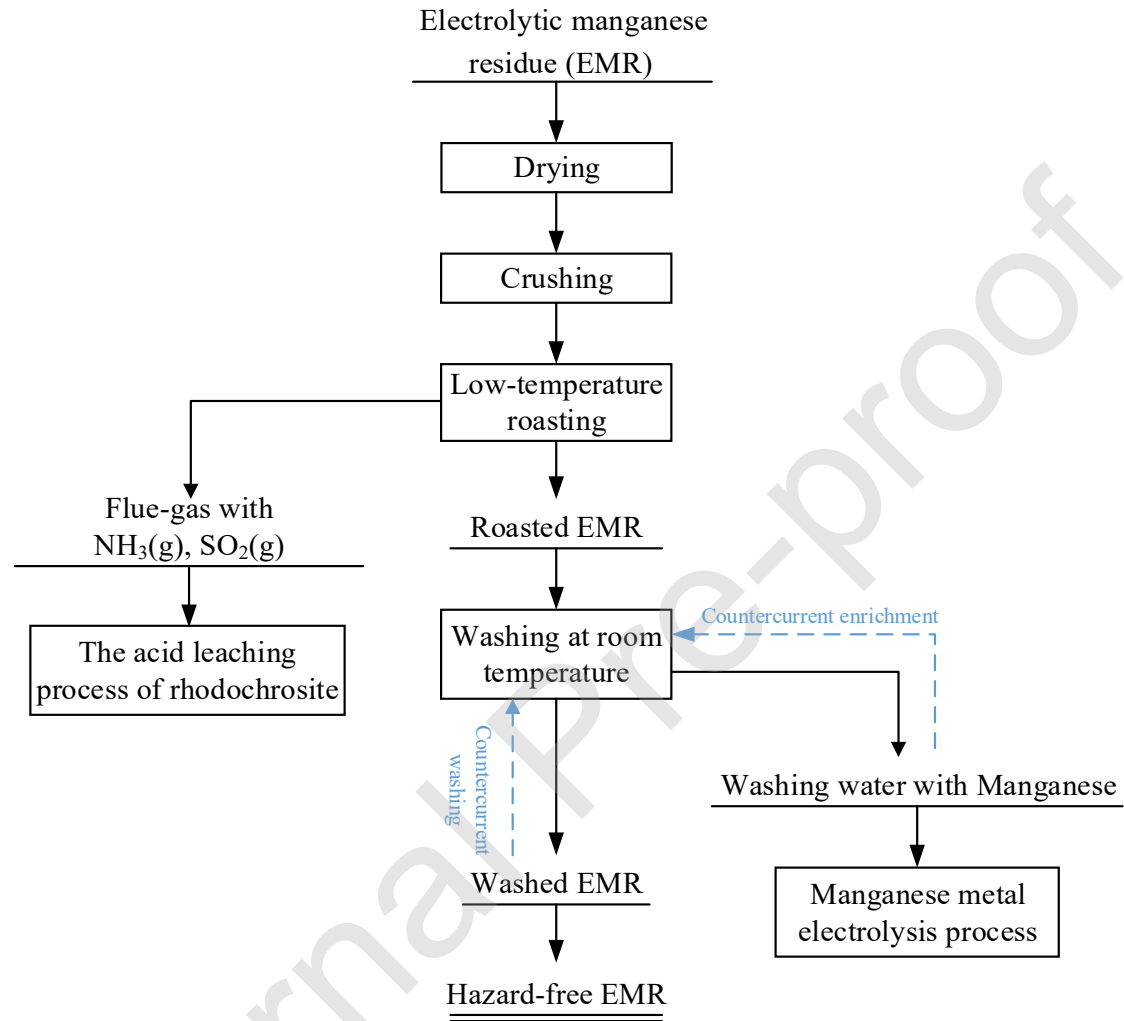 Electrolytic manganese
residue (EMR)
Drying
Crushing
Low-temperature
roasting
Flue-gas with
NH₃(g), SO₂(g)
Roasted EMR
The acid leaching
process of rhodochrosite
Washing at room
temperature
Countercurrent enrichment
Countercurrent
washing
Washing water with Manganese
Washed EMR
Manganese metal
electrolysis process
Hazard-free EMR
rnal Pre-proof